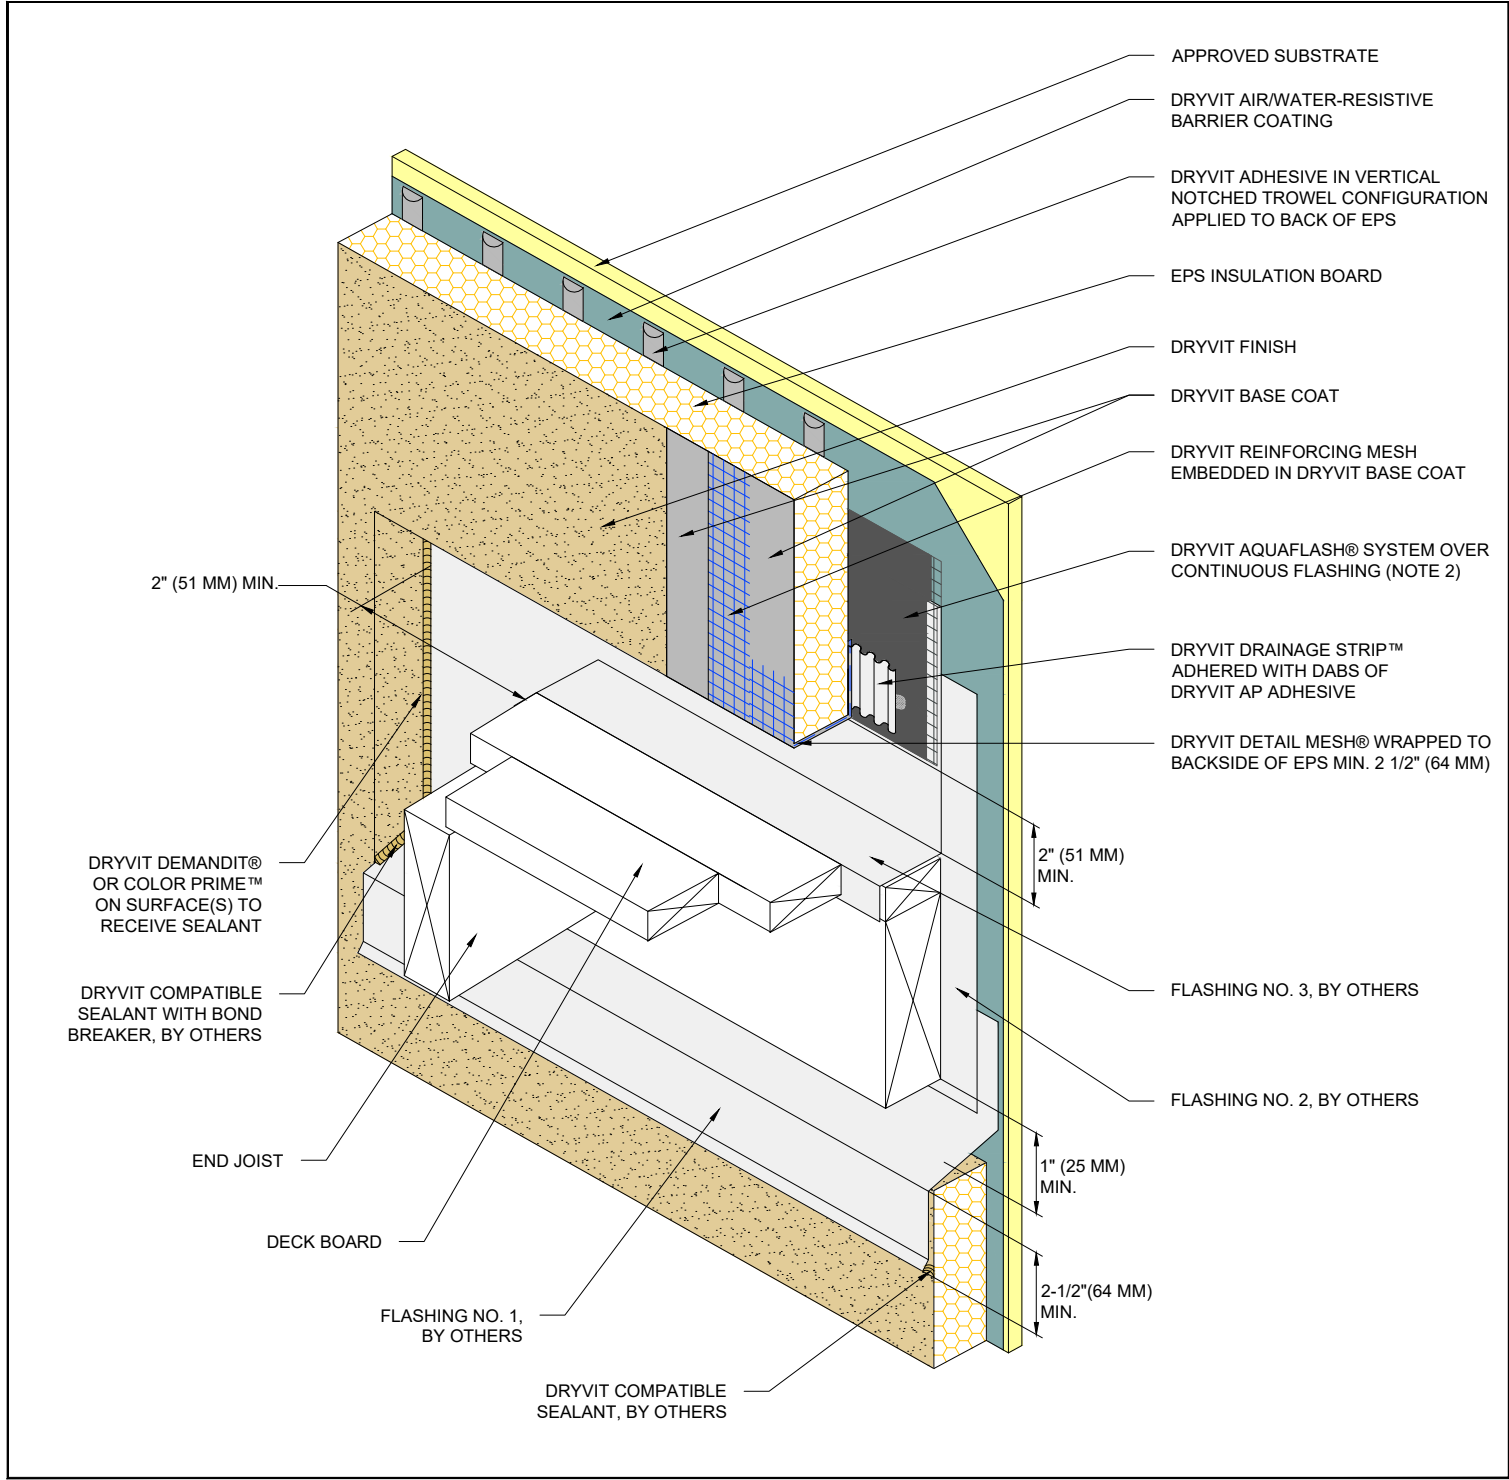 APPROVED SUBSTRATE
DRYVIT AIR/WATER-RESISTIVE
BARRIER COATING
DRYVIT ADHESIVE IN VERTICAL
NOTCHED TROWEL CONFIGURATION
APPLIED TO BACK OF EPS
EPS INSULATION BOARD
DRYVIT FINISH
DRYVIT BASE COAT
DRYVIT REINFORCING MESH
EMBEDDED IN DRYVIT BASE COAT
DRYVIT AQUAFLASH® SYSTEM OVER
CONTINUOUS FLASHING (NOTE 2)
DRYVIT DRAINAGE STRIP™
ADHERED WITH DABS OF
DRYVIT AP ADHESIVE
DRYVIT DETAIL MESH® WRAPPED TO
BACKSIDE OF EPS MIN. 2 1/2" (64 MM)
2" (51 MM)
MIN.
FLASHING NO. 3, BY OTHERS
FLASHING NO. 2, BY OTHERS
1" (25 MM)
MIN.
2-1/2"(64 MM)
MIN.
2" (51 MM) MIN.
DRYVIT DEMANDIT®
OR COLOR PRIME™
ON SURFACE(S) TO
RECEIVE SEALANT
DRYVIT COMPATIBLE
SEALANT WITH BOND
BREAKER, BY OTHERS
END JOIST
DECK BOARD
FLASHING NO. 1,
BY OTHERS
DRYVIT COMPATIBLE
SEALANT, BY OTHERS